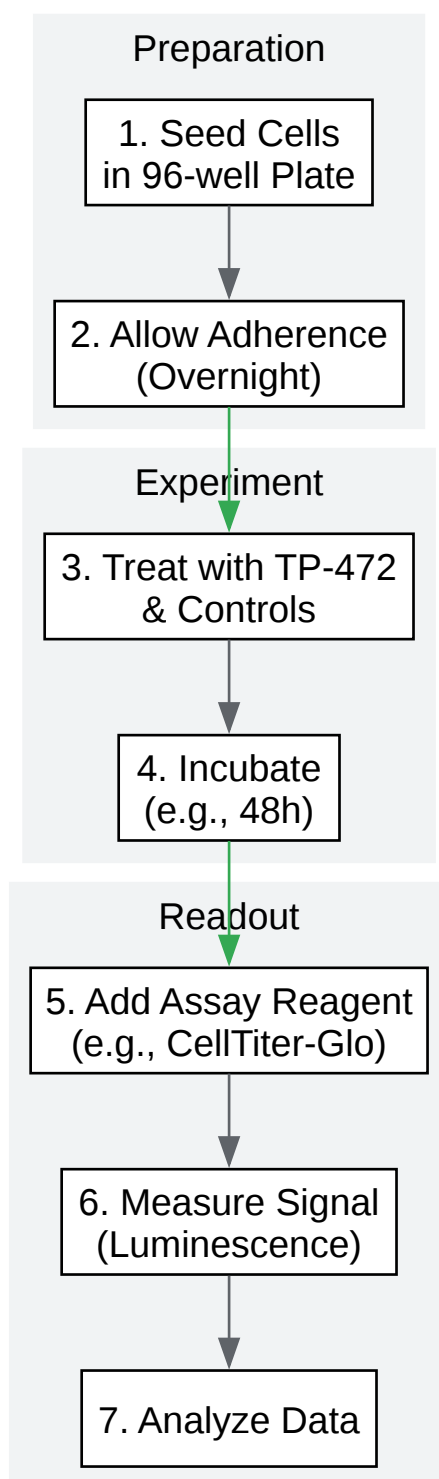 Preparation
1. Seed Cells
in 96-well Plate
2. Allow Adherence
(Overnight)
Experiment
3. Treat with TP-472
& Controls
4. Incubate
(e.g., 48h)
Readout
5. Add Assay Reagent
(e.g., CellTiter-Glo)
6. Measure Signal
(Luminescence)
7. Analyze Data